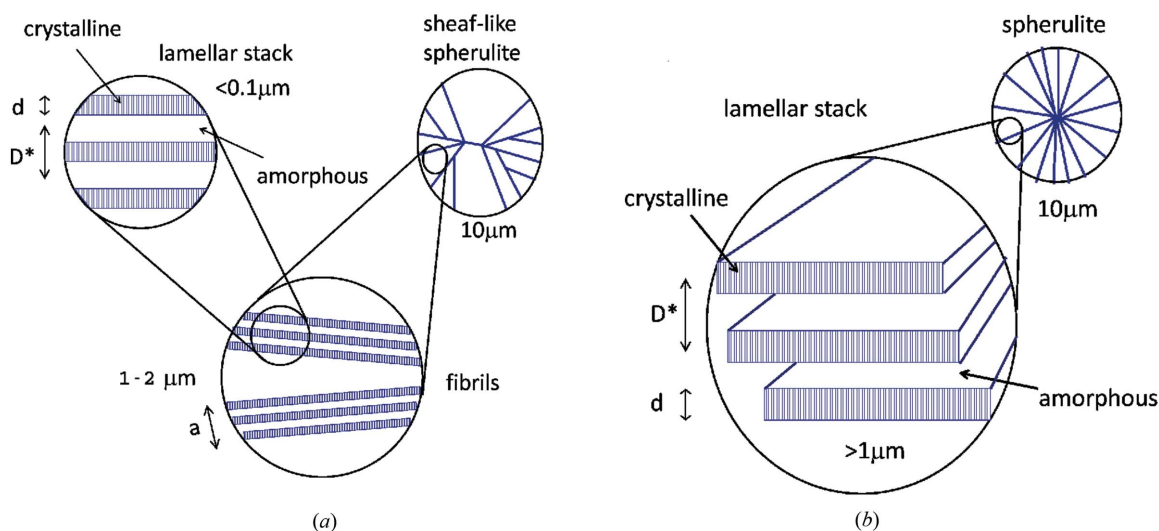 crystalline
lamellar stack
<0.1μm
d
D*
amorphous
sheaf-like
spherulite
10μm
1-2 μm
fibrils
a
(a)
spherulite
lamellar stack
10μm
crystalline
D*
d
amorphous
>1μm
(b)